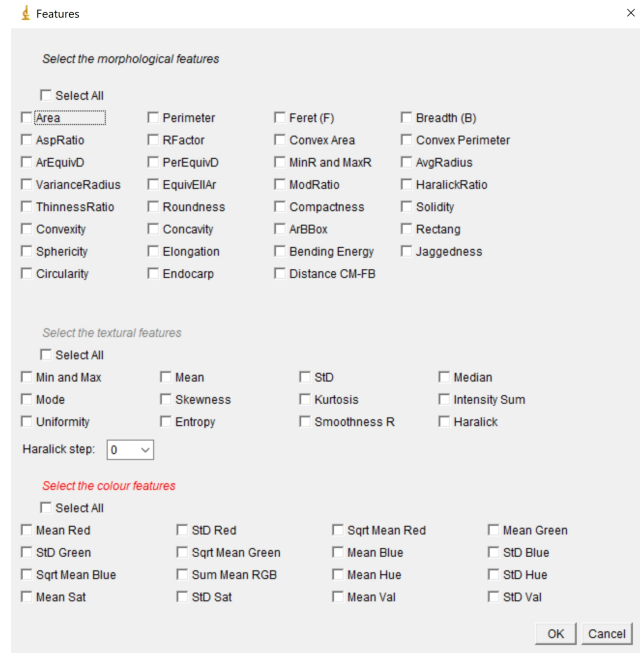 Features
Select the morphological features
Select All
Area Perimeter Feret (F) Breadth (B)
AspRatio RFactor Convex Area Convex Perimeter
ArEquivD PerEquivD MinR and MaxR AvgRadius
VarianceRadius EquivEllAr ModRatio HaralickRatio
ThinnessRatio Roundness Compactness Solidity
Convexity Concavity ArBBox Rectang
Sphericity Elongation Bending Energy Jaggedness
Circularity Endocarp Distance CM-FB
Select the textural features
Select All
Min and Max Mean StD Median
Mode Skewness Kurtosis Intensity Sum
Uniformity Entropy Smoothness R Haralick
Haralick step: 0
Select the colour features
Select All
Mean Red StD Red Sqrt Mean Red Mean Green
StD Green Sqrt Mean Green Mean Blue StD Blue
Sqrt Mean Blue Sum Mean RGB Mean Hue StD Hue
Mean Sat StD Sat Mean Val StD Val
OK Cancel